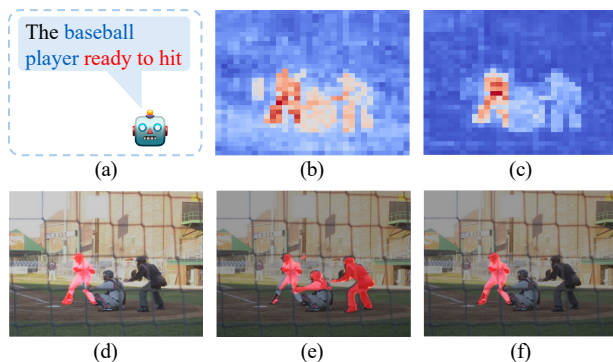 The baseball
player ready to hit
(a)
(b)
(c)
(d)
(e)
(f)